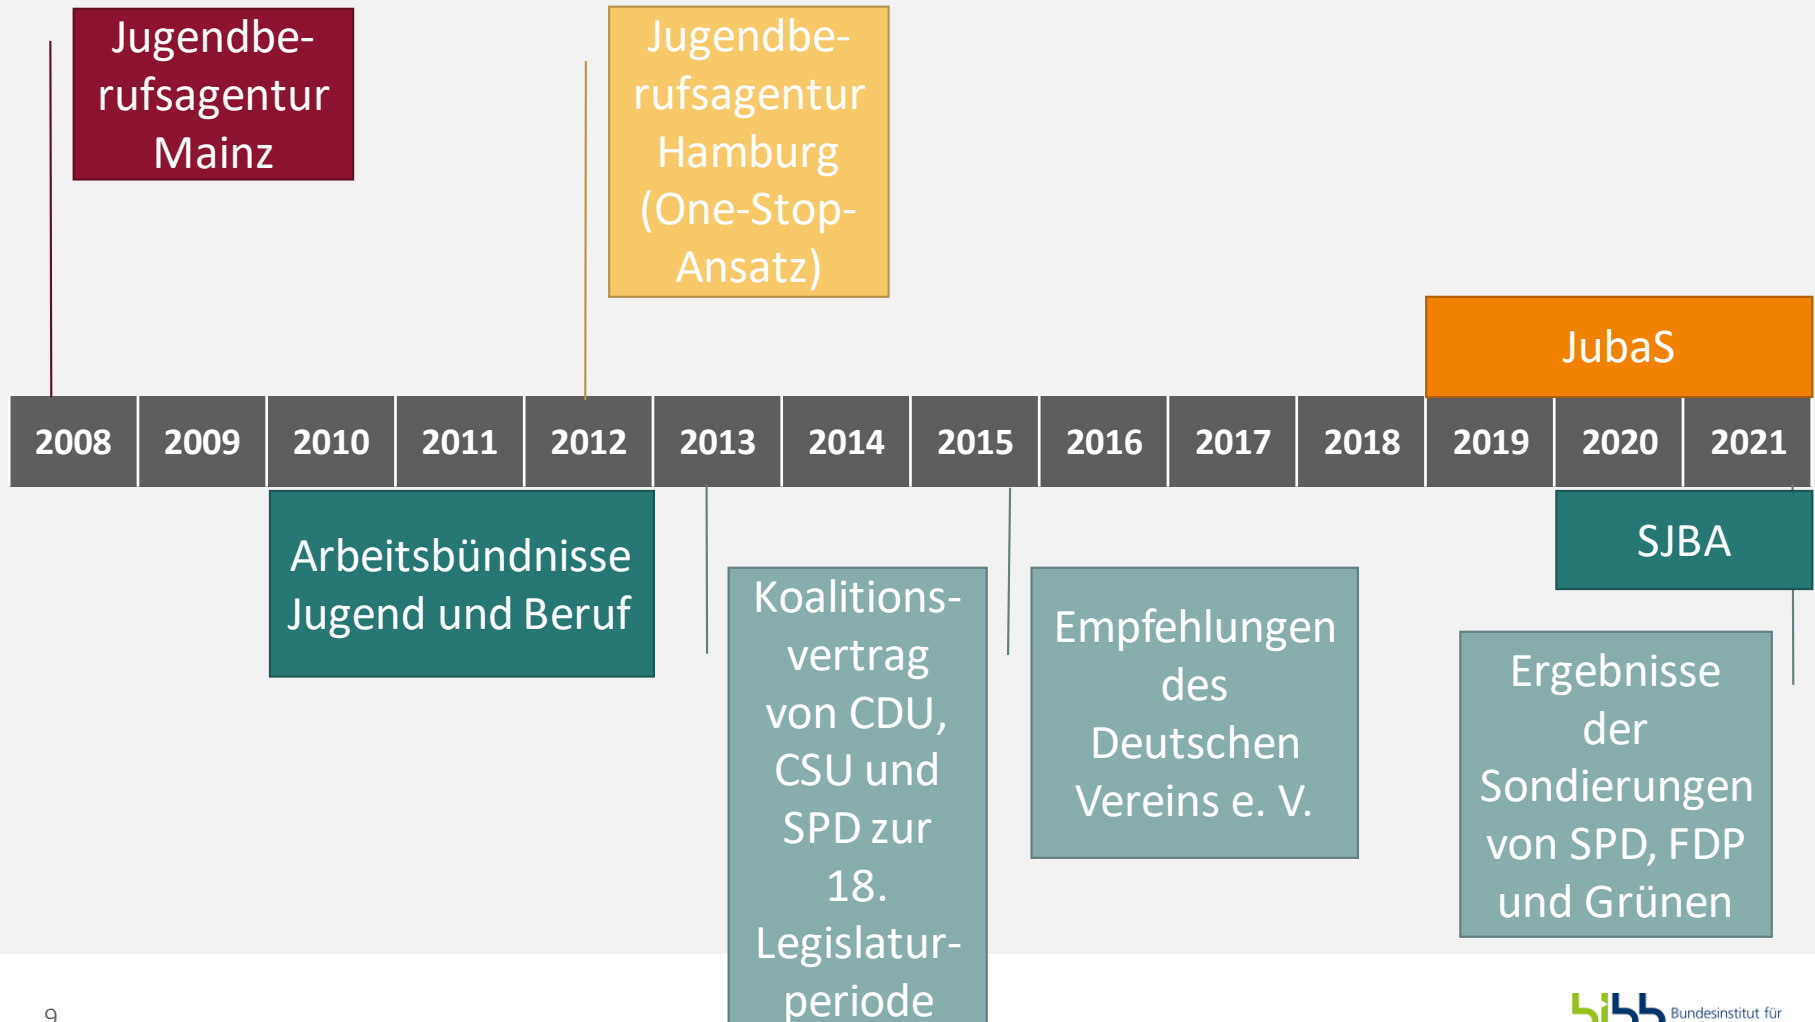 Jugendbe-
rufsagentur
Mainz
Jugendbe-
rufsagentur
Hamburg
(One-Stop-
Ansatz)
JubaS
2008 2009 2010 2011 2012 2013 2014 2015 2016 2017 2018 2019 2020 2021
Arbeitsbündnisse
Jugend und Beruf
Koalitions-
vertrag
von CDU,
CSU und
SPD zur
18.
Legislatur-
periode
Empfehlungen
des
Deutschen
Vereins e. V.
SJBA
Ergebnisse
der
Sondierungen
von SPD, FDP
und Grünen
9
bibb
Bundesinstitut für